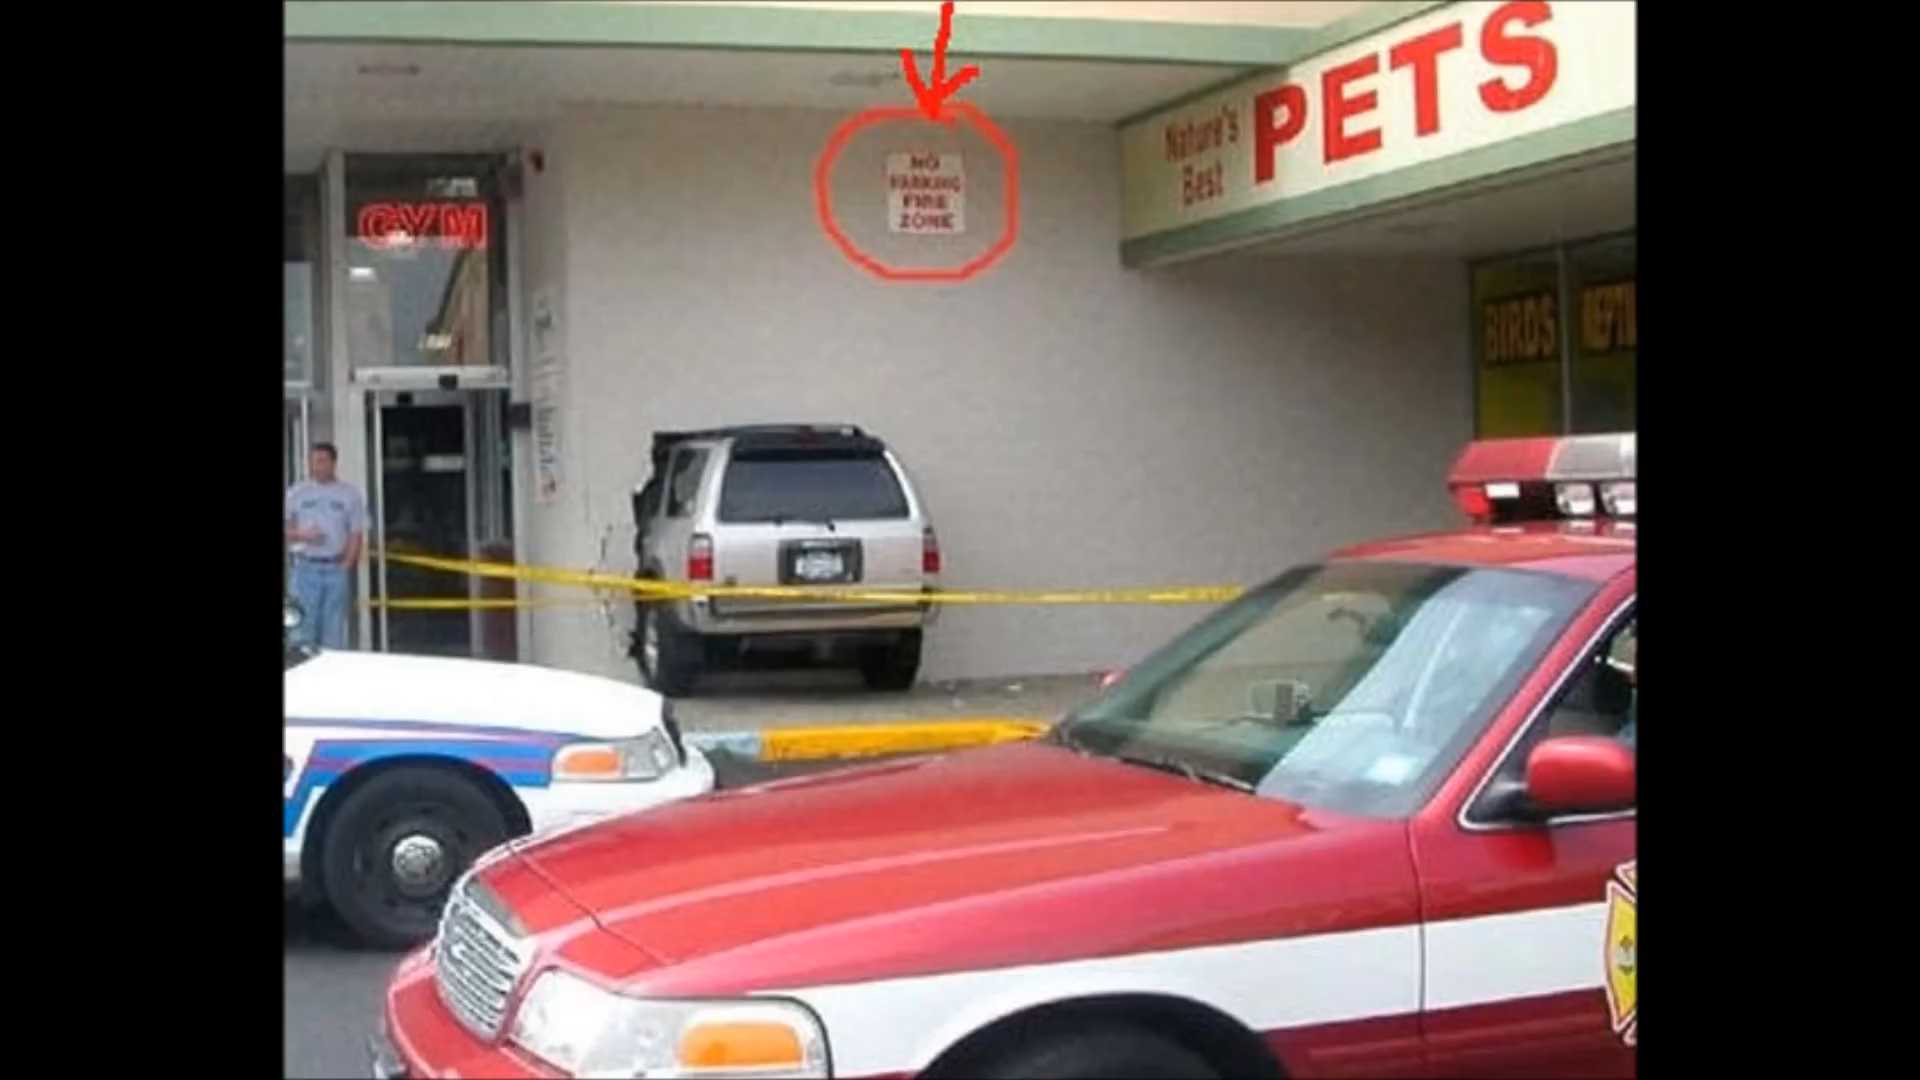 GYM
NO
PARKING
FIRE
ZONE
Nature's
Best
PETS
BIRDS